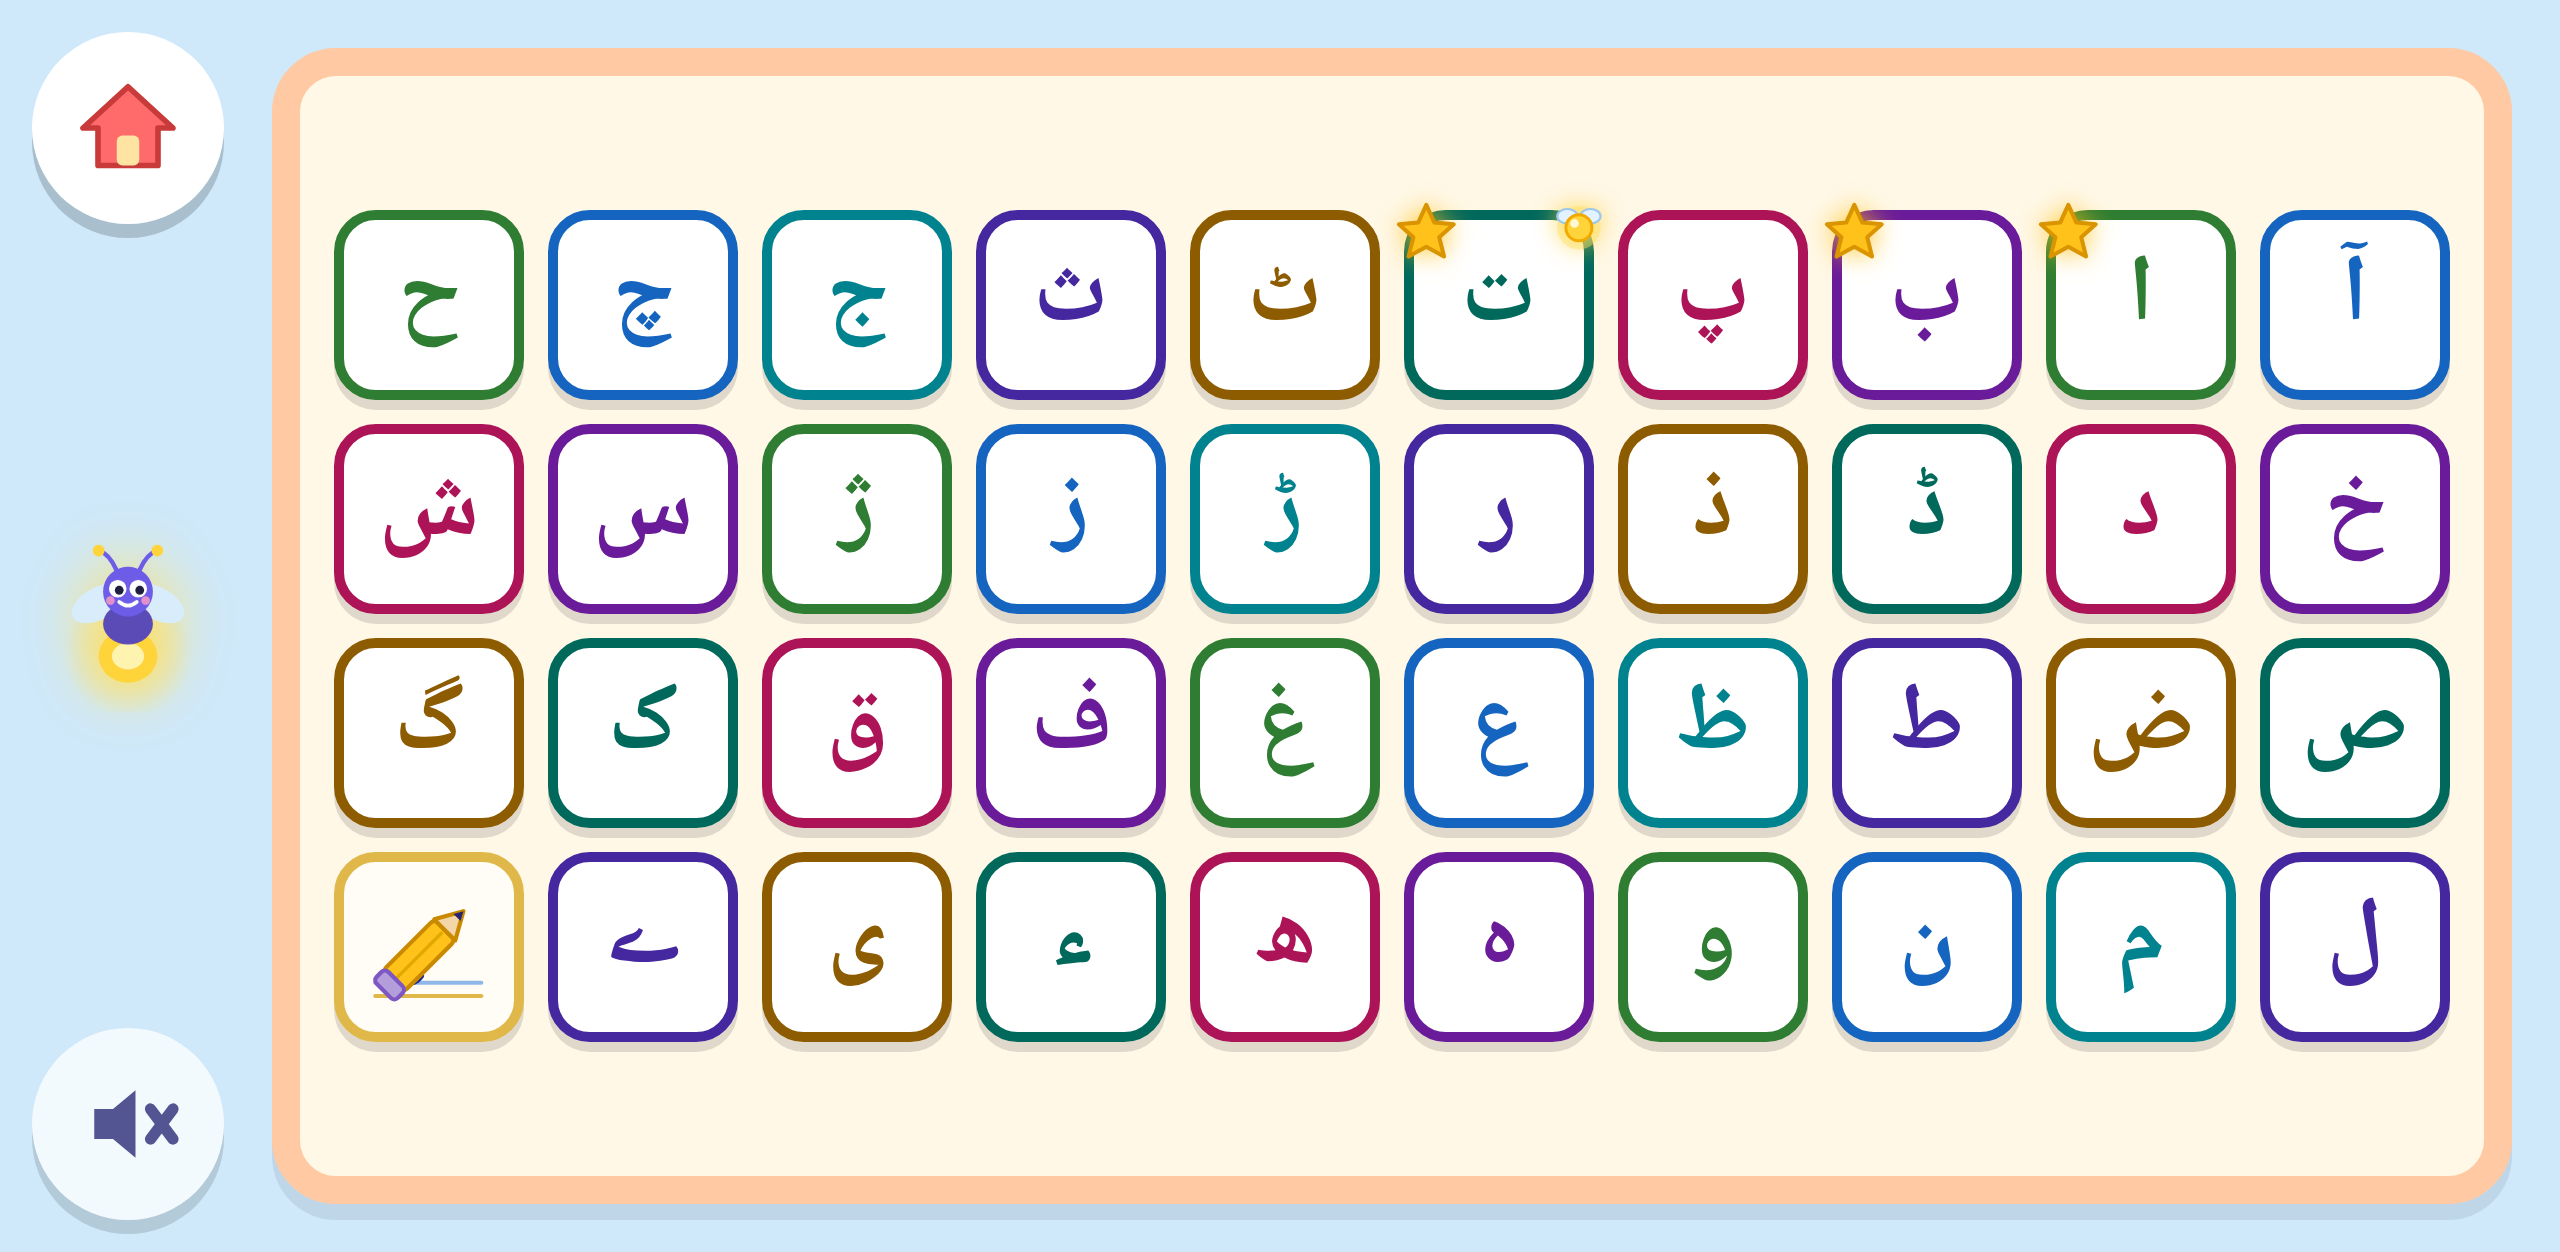 آ ا ب پ ت ٹ ث ج چ ح
خ د ڈ ذ ر ڑ ز ژ س ش
ص ض ط ظ ع غ ف ق ک گ
ل م ن و ہ ھ ء ی ے